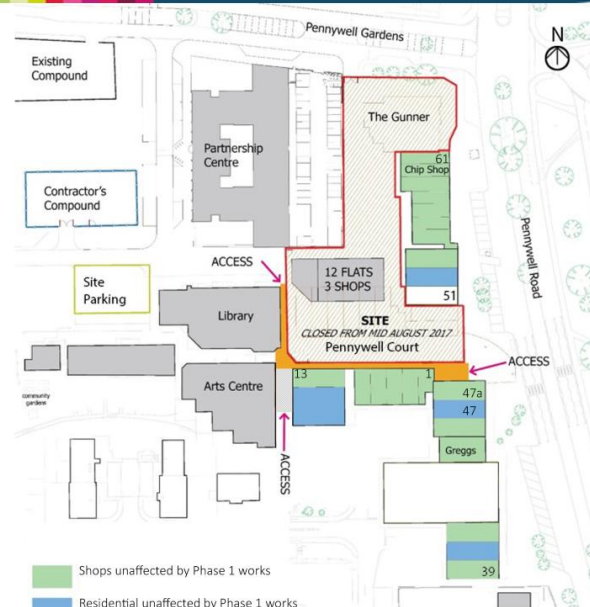 Pennywell Gardens
N
Existing
Compound
The Gunner
Partnership
Centre
61
Chip Shop
Contractor's
Compound
Pennywell Road
ACCESS
12 FLATS
3 SHOPS
Site
Parking
51
Library
SITE
CLOSED FROM MID AUGUST 2017
Pennywell Court
ACCESS
13
1
Arts Centre
47a
community
gardens
47
ACCESS
Greggs
39
Shops unaffected by Phase 1 works
Residential unaffected by Phase 1 works